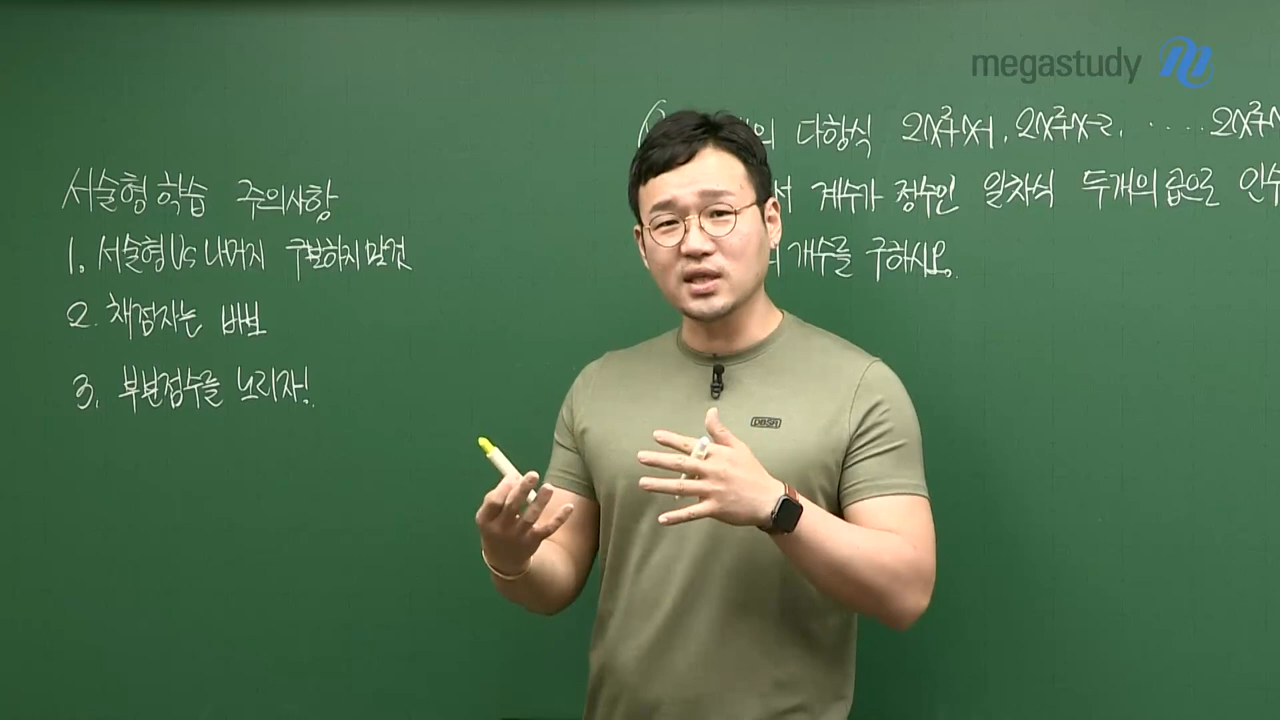 megastudy
서술형 학습 주의사항
1. 서술형 vs 나머지 구분하지 말것
2. 채점자는 바보
3. 부분점수를 노리자!
의 다항식 2x²+x-1, 2x²+x-2, ..... 2x²+x
서 계수가 정수인 일차식 두개의 곱으로 인수
의 개수를 구하시오.
DBSR